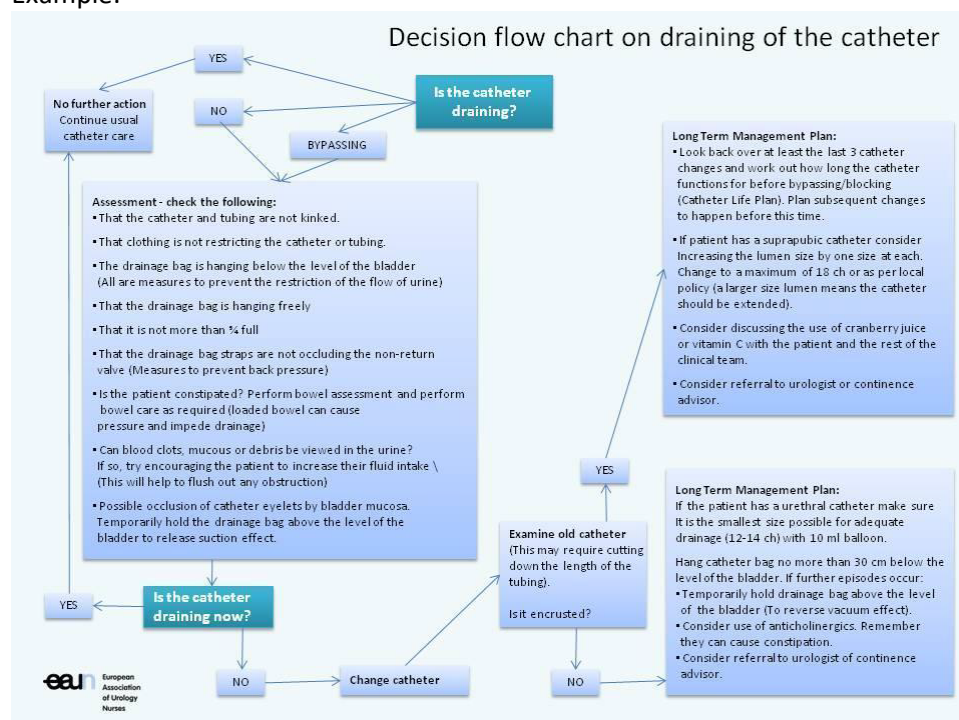 Example:
Decision flow chart on draining of the catheter
YES
Is the catheter
draining?
No further action
Continue usual
catheter care
NO
BYPASSING
Assessment - check the following:
▪That the catheter and tubing are not kinked.
▪That clothing is not restricting the catheter or tubing.
▪The drainage bag is hanging below the level of the bladder
(All are measures to prevent the restriction of the flow of urine)
▪That the drainage bag is hanging freely
▪That it is not more than ¾ full
▪That the drainage bag straps are not occluding the non-return
valve (Measures to prevent back pressure)
▪Is the patient constipated? Perform bowel assessment and perform
bowel care as required (loaded bowel can cause
pressure and impede drainage)
▪Can blood clots, mucous or debris be viewed in the urine?
If so, try encouraging the patient to increase their fluid intake \
(This will help to flush out any obstruction)
▪Possible occlusion of catheter eyelets by bladder mucosa.
Temporarily hold the drainage bag above the level of the
bladder to release suction effect.
Is the catheter
draining now?
YES
NO
Change catheter
Examine old catheter
(This may require cutting
down the length of the
tubing).
Is it encrusted?
YES
NO
Long Term Management Plan:
▪Look back over at least the last 3 catheter
changes and work out how long the catheter
functions for before bypassing/blocking
(Catheter Life Plan). Plan subsequent changes
to happen before this time.
▪If patient has a suprapubic catheter consider
Increasing the lumen size by one size at each.
Change to a maximum of 18 ch or as per local
policy (a larger size lumen means the catheter
should be extended).
▪Consider discussing the use of cranberry juice
or vitamin C with the patient and the rest of the
clinical team.
▪Consider referral to urologist or continence
advisor.
Long Term Management Plan:
If the patient has a urethral catheter make sure
It is the smallest size possible for adequate
drainage (12-14 ch) with 10 ml balloon.
Hang catheter bag no more than 30 cm below the
level of the bladder. If further episodes occur:
▪Temporarily hold drainage bag above the level
of the bladder (To reverse vacuum effect).
▪Consider use of anticholinergics. Remember
they can cause constipation.
▪Consider referral to urologist of continence
advisor.
eaun
European
Association
of Urology
Nurses